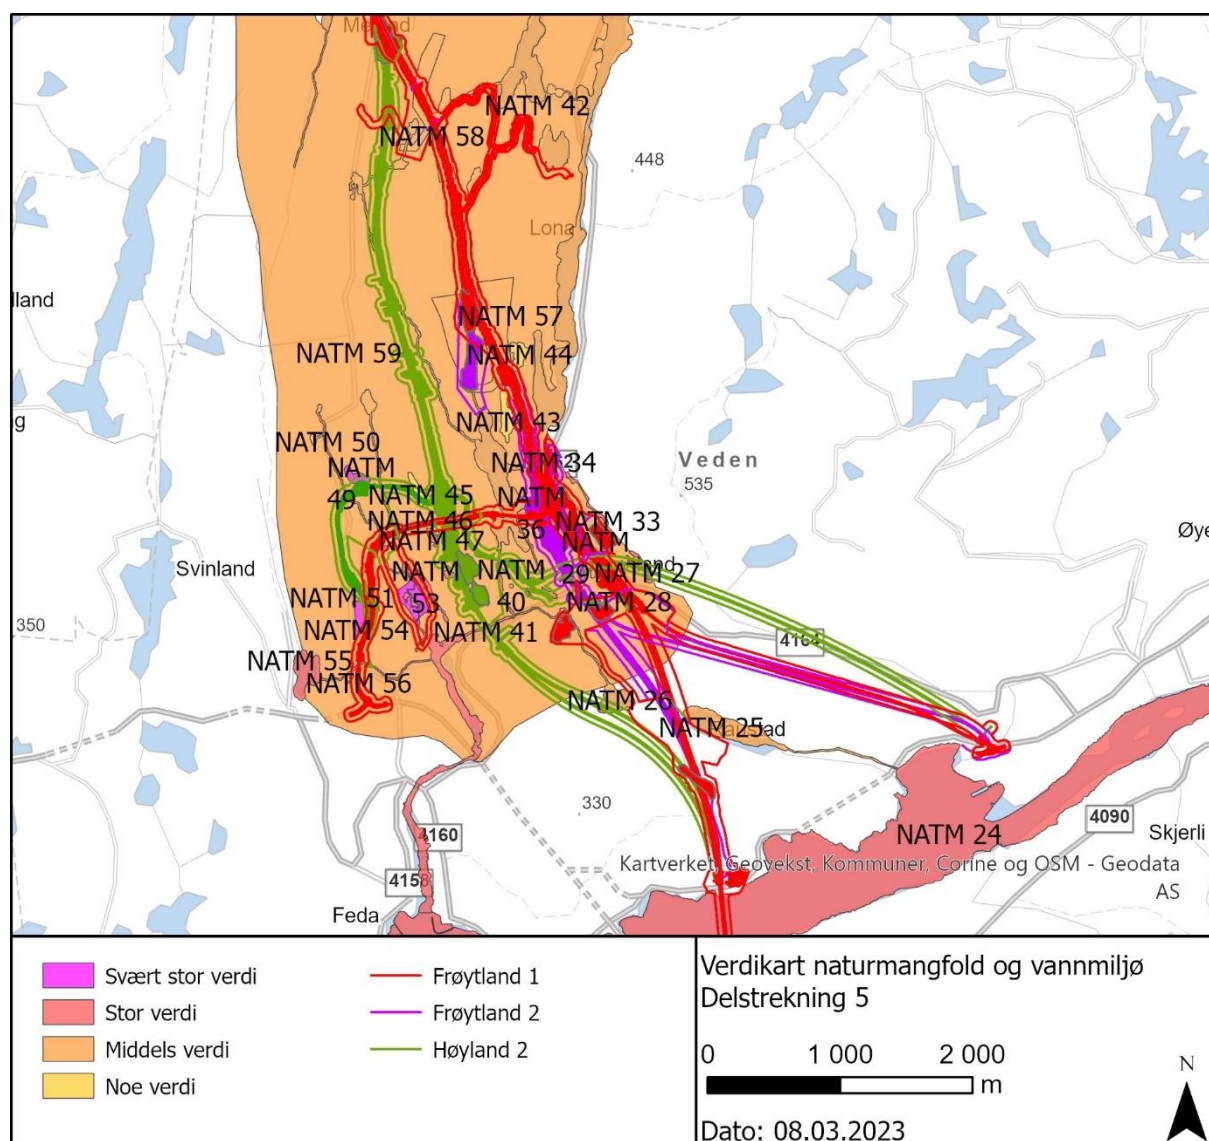 NATM 42
NATM 58
448
Lona
lland
NATM 57
NATM 59
NATM 44
g
NATM 43
NATM 50
NATM 34
Veden
NATM
49
NATM 45
NATM
535
NATM 46
36
NATM 33
NATM 47
NATM
Øye
Svinland
NATM
53
NATM
40
29
NATM 27
NATM 51
NATM 28
350
NATM 54
NATM 41
4164
NATM 55
NATM 56
NATM 26
NATM 25
330
4160
4090
NATM 24
Skjerli
Kartverket, Geovekst, Kommuner, Corine og OSM - Geodata
AS
4158
Feda
Svært stor verdi
Stor verdi
Middels verdi
Noe verdi
Frøytland 1
Frøytland 2
Høyland 2
Verdikart naturmangfold og vannmiljø
Delstrekning 5
0 1 000 2 000
m
N
Dato: 08.03.2023